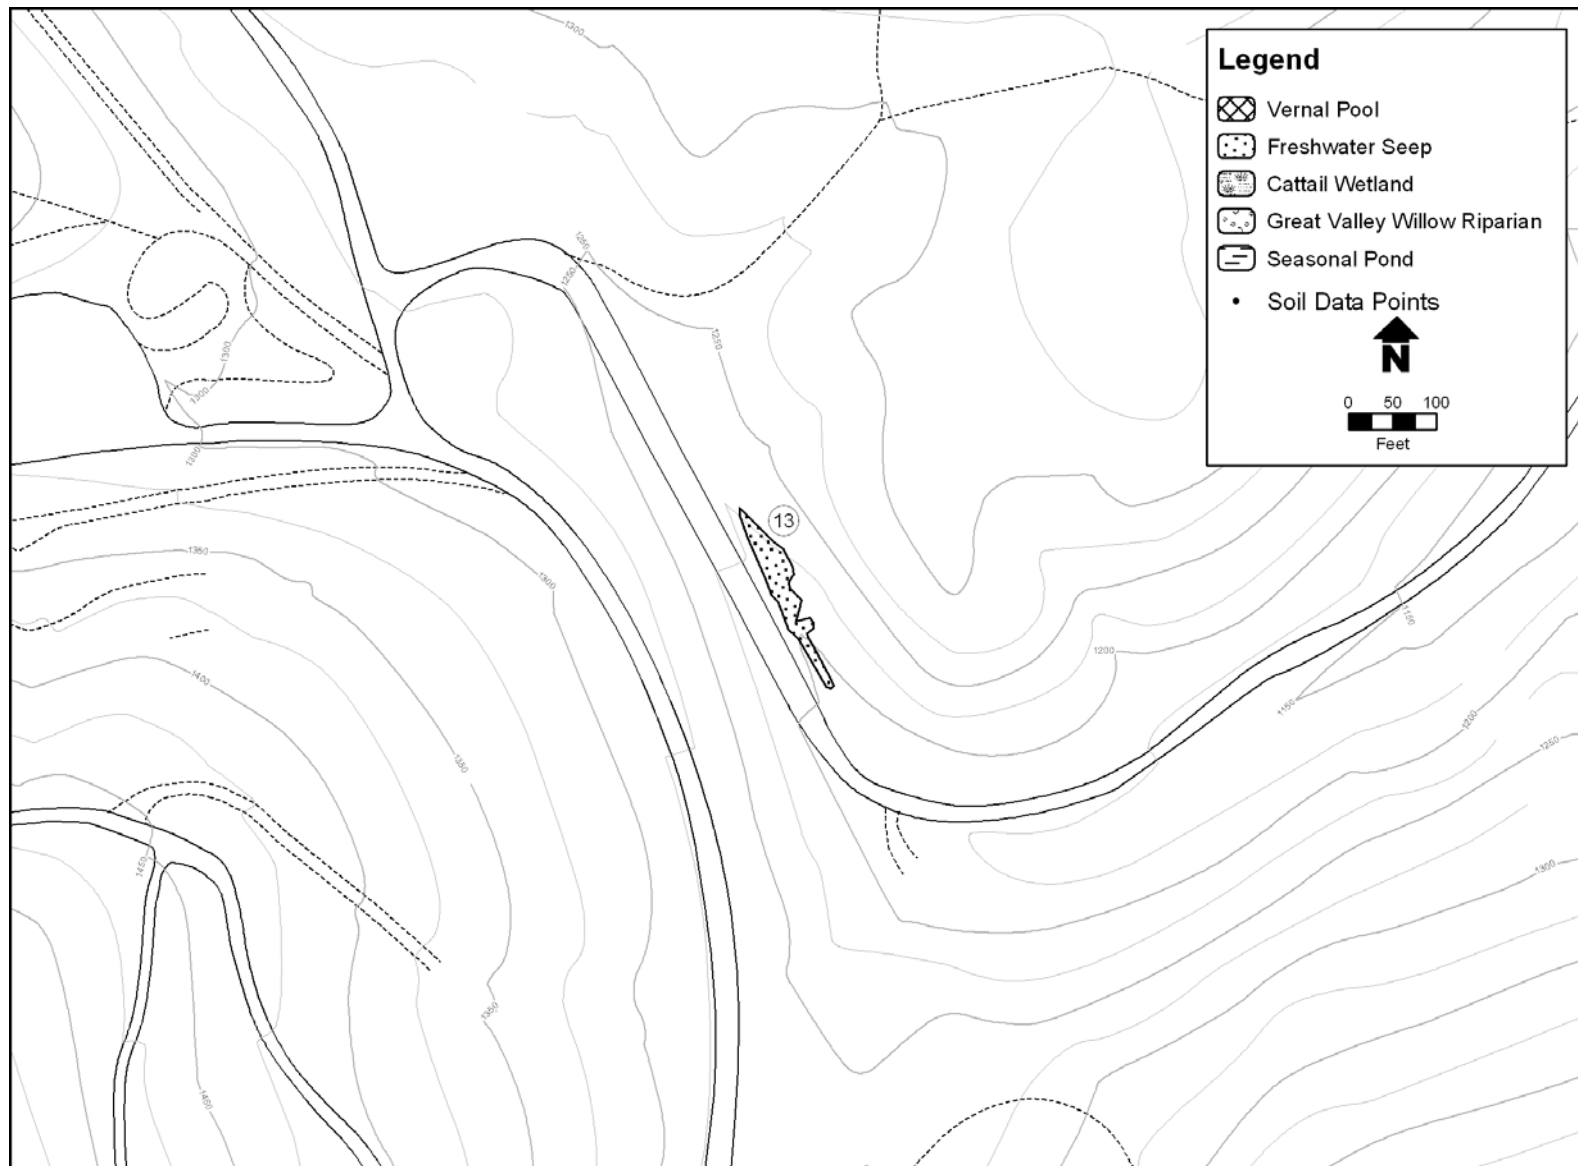 1300
Legend
Vernal Pool
Freshwater Seep
Cattail Wetland
Great Valley Willow Riparian
Seasonal Pond
Soil Data Points
N
0 50 100
Feet
1250
1250
1250
1300
1300
1300
13
1350
1300
1150
1200
1400
1150
1200
1350
1250
1450
1300
1350
1450